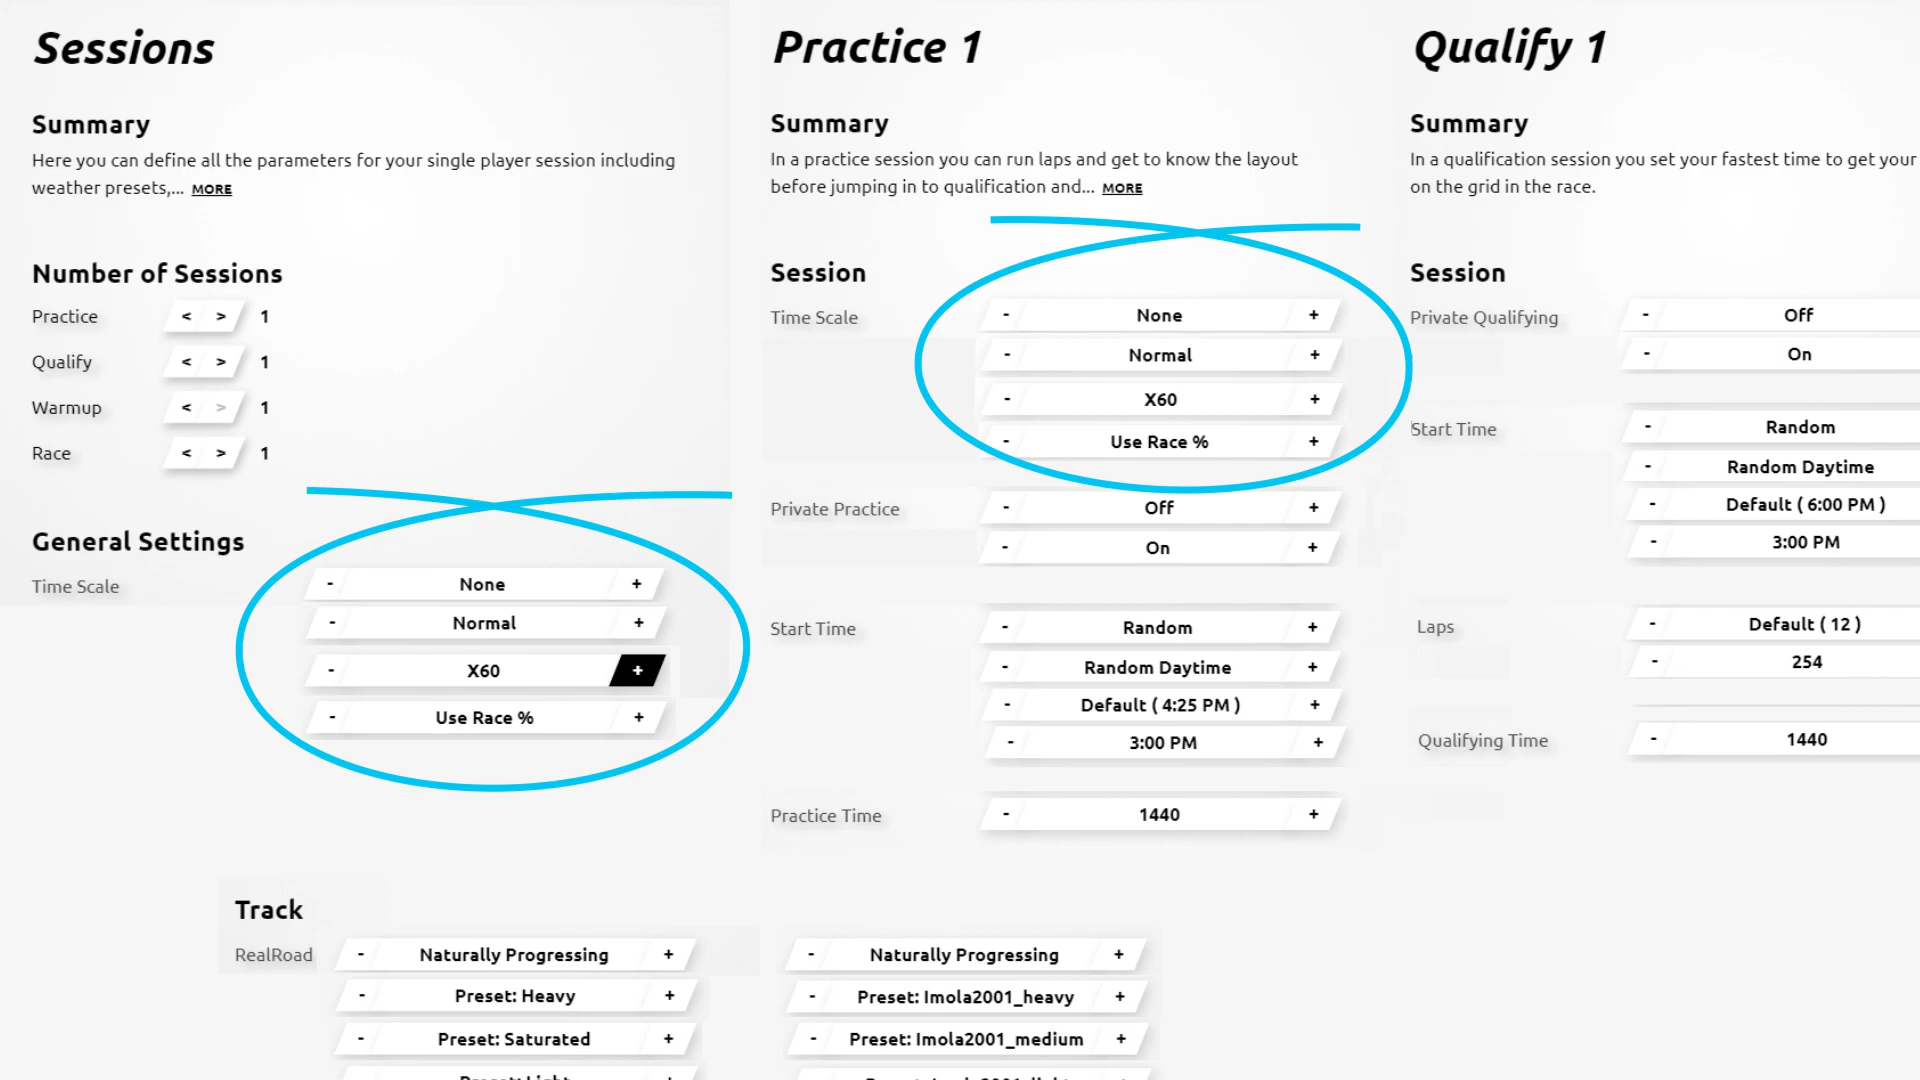 Sessions
Summary
Here you can define all the parameters for your single player session including
weather presets,... MORE
Number of Sessions
Practice < > 1
Qualify < > 1
Warmup < > 1
Race < > 1
General Settings
Time Scale
- None +
- Normal +
- X60 +
- Use Race % +
Practice 1
Summary
In a practice session you can run laps and get to know the layout
before jumping in to qualification and... MORE
Session
Time Scale
- None +
- Normal +
- X60 +
- Use Race % +
Private Practice
- Off +
- On +
Start Time
- Random +
- Random Daytime +
- Default ( 4:25 PM ) +
- 3:00 PM +
Practice Time
- 1440 +
Qualify 1
Summary
In a qualification session you set your fastest time to get your
on the grid in the race.
Session
Private Qualifying
- Off
- On
Start Time
- Random
- Random Daytime
- Default ( 6:00 PM )
- 3:00 PM
Laps
- Default ( 12 )
- 254
Qualifying Time
- 1440
Track
RealRoad
- Naturally Progressing +
- Preset: Heavy +
- Preset: Saturated +
- Naturally Progressing +
- Preset: Imola2001_heavy +
- Preset: Imola2001_medium +